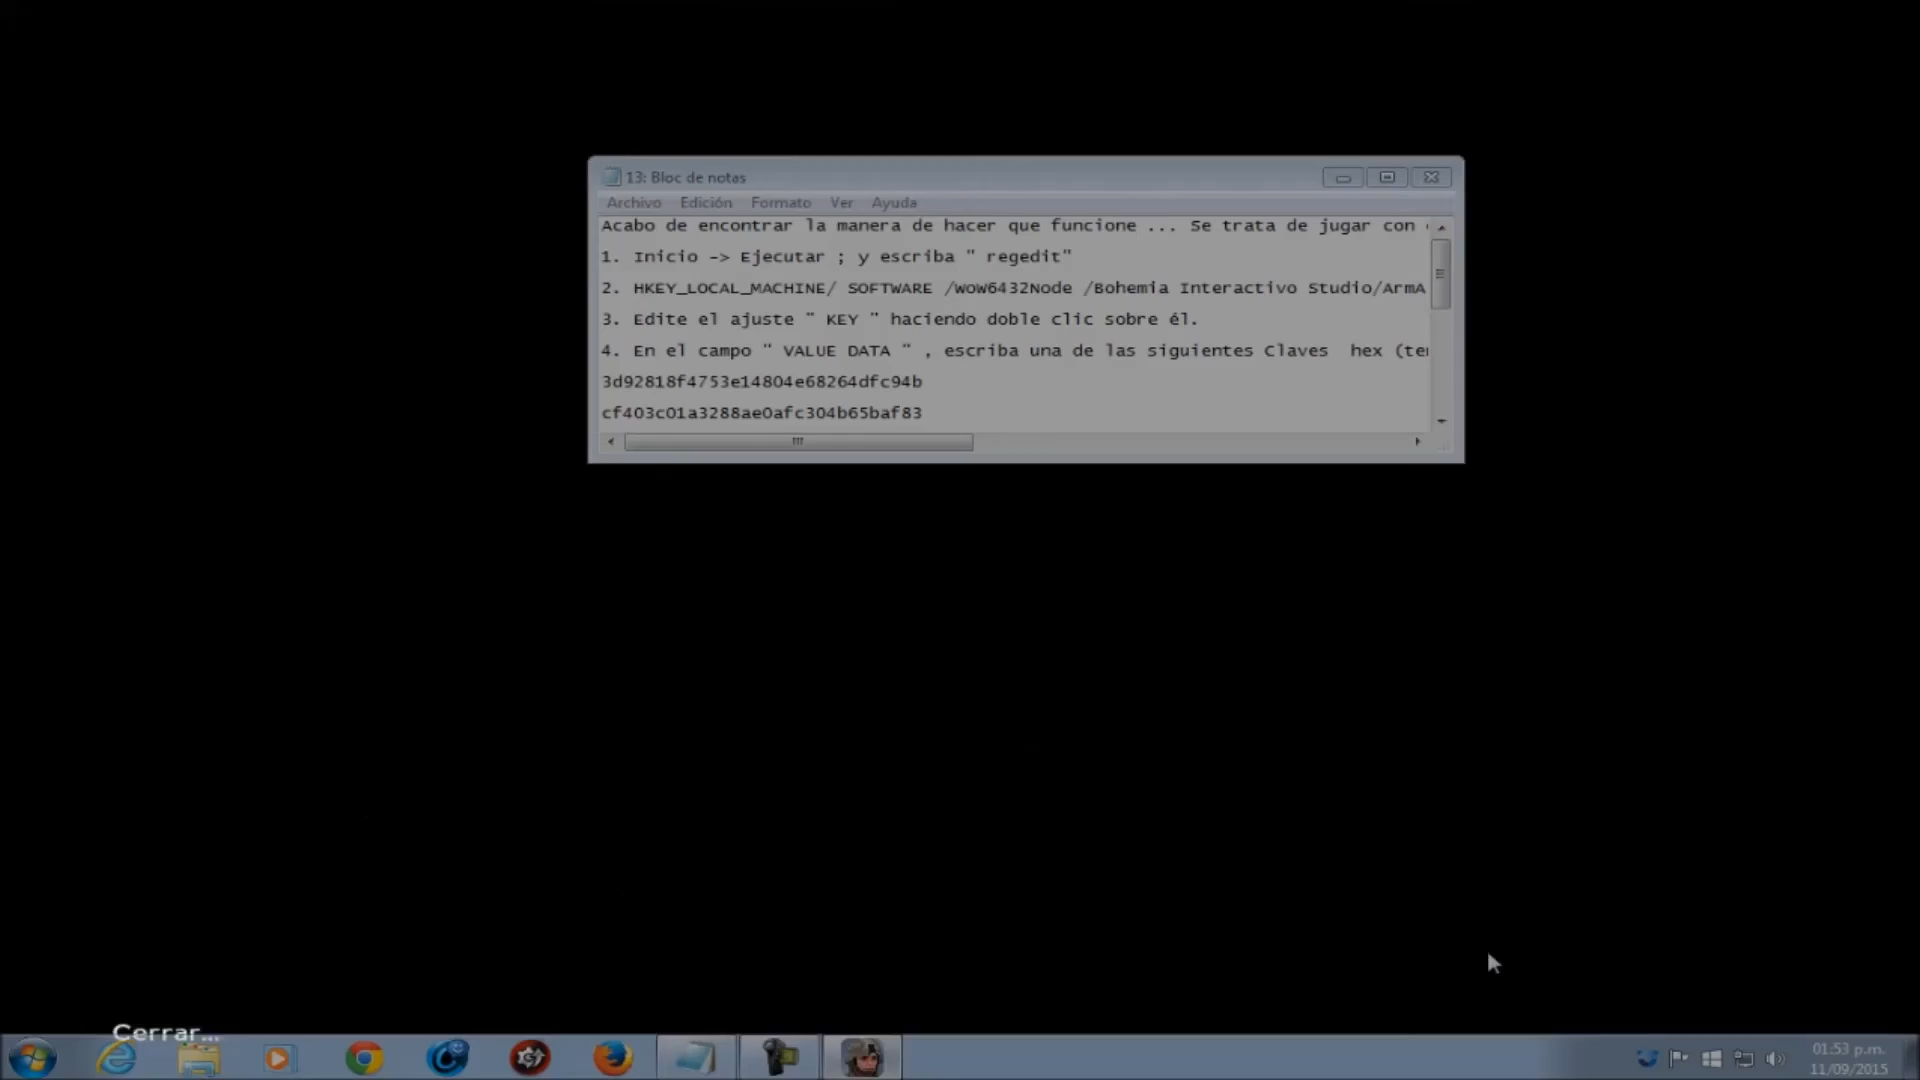 13: Bloc de notas
Archivo Edición Formato Ver Ayuda
Acabo de encontrar la manera de hacer que funcione ... Se trata de jugar con
1. Inicio -> Ejecutar ; y escriba " regedit"
2. HKEY_LOCAL_MACHINE/ SOFTWARE /WOW6432Node /Bohemia Interactivo Studio/ArmA
3. Edite el ajuste " KEY " haciendo doble clic sobre él.
4. En el campo " VALUE DATA " , escriba una de las siguientes Claves hex (te
3d92818f4753e14804e68264dfc94b
cf403c01a3288ae0afc304b65baf83
Cerrar...
01:53 p.m.
11/09/2015